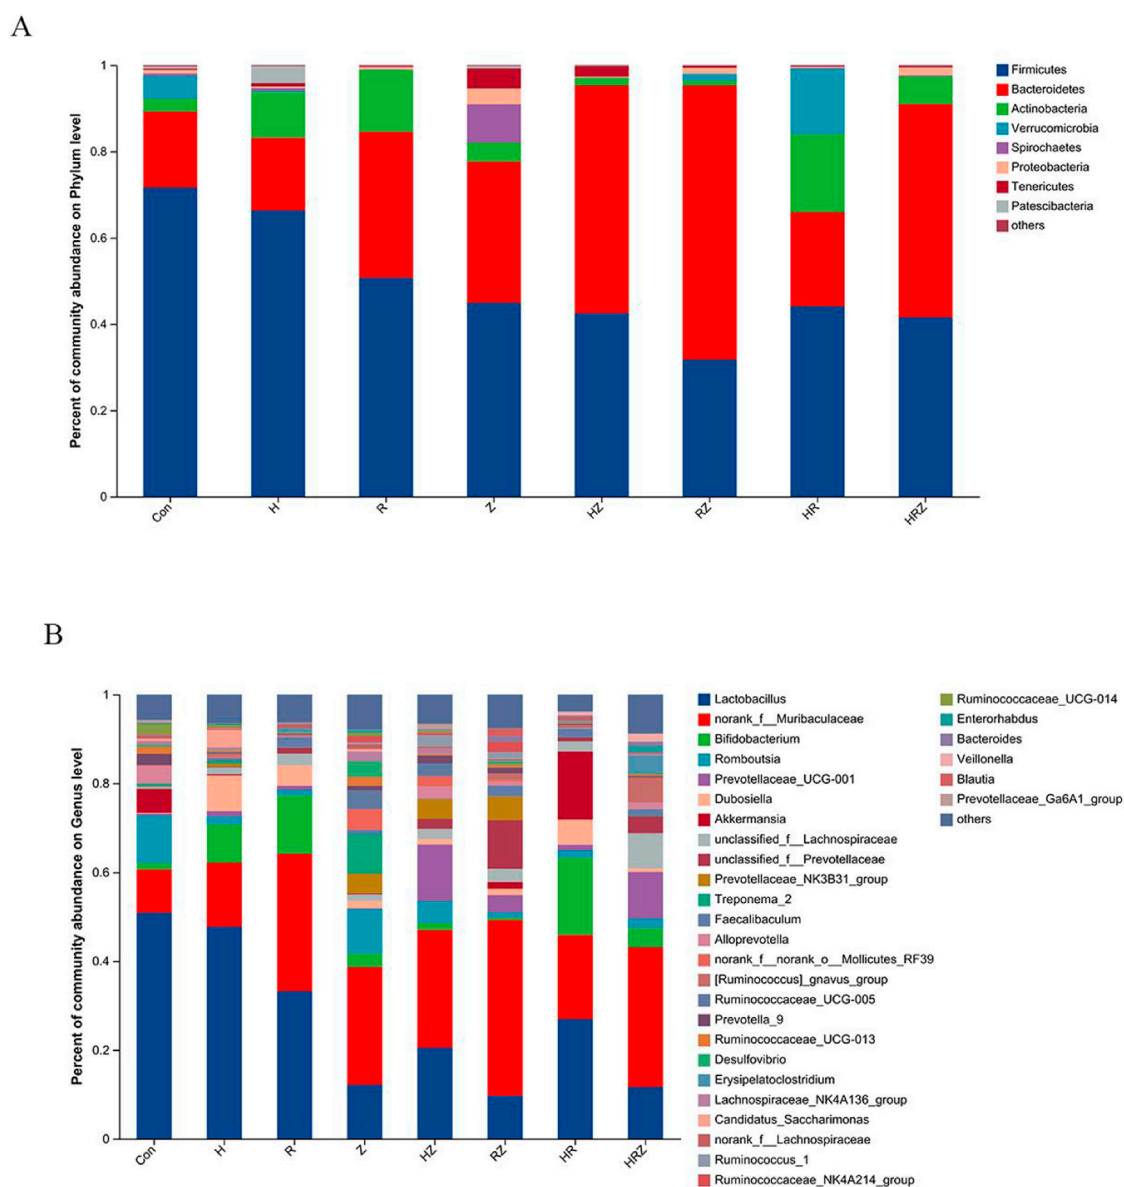 A
Percent of community abundance on Phylum level
1
0.8
0.6
0.4
0.2
0
Con
H
R
Z
HZ
RZ
HR
HRZ
Firmicutes
Bacteroidetes
Actinobacteria
Verrucomicrobia
Spirochaetes
Proteobacteria
Tenericutes
Patescibacteria
others
B
Percent of community abundance on Genus level
1
0.8
0.6
0.4
0.2
0
Con
H
R
Z
HZ
RZ
HR
HRZ
Lactobacillus
norank_f__Muribaculaceae
Bifidobacterium
Romboutsia
Prevotellaceae_UCG-001
Dubosiella
Akkermansia
unclassified_f__Lachnospiraceae
unclassified_f__Prevotellaceae
Prevotellaceae_NK3B31_group
Treponema_2
Faecalibaculum
Alloprevotella
norank_f__norank_o__Mollicutes_RF39
[Ruminococcus]_gnavus_group
Ruminococcaceae_UCG-005
Prevotella_9
Ruminococcaceae_UCG-013
Desulfovibrio
Erysipelatoclostridium
Lachnospiraceae_NK4A136_group
Candidatus_Saccharimonas
norank_f__Lachnospiraceae
Ruminococcus_1
Ruminococcaceae_NK4A214_group
Ruminococcaceae_UCG-014
Enterorhabdus
Bacteroides
Veillonella
Blautia
Prevotellaceae_Ga6A1_group
others